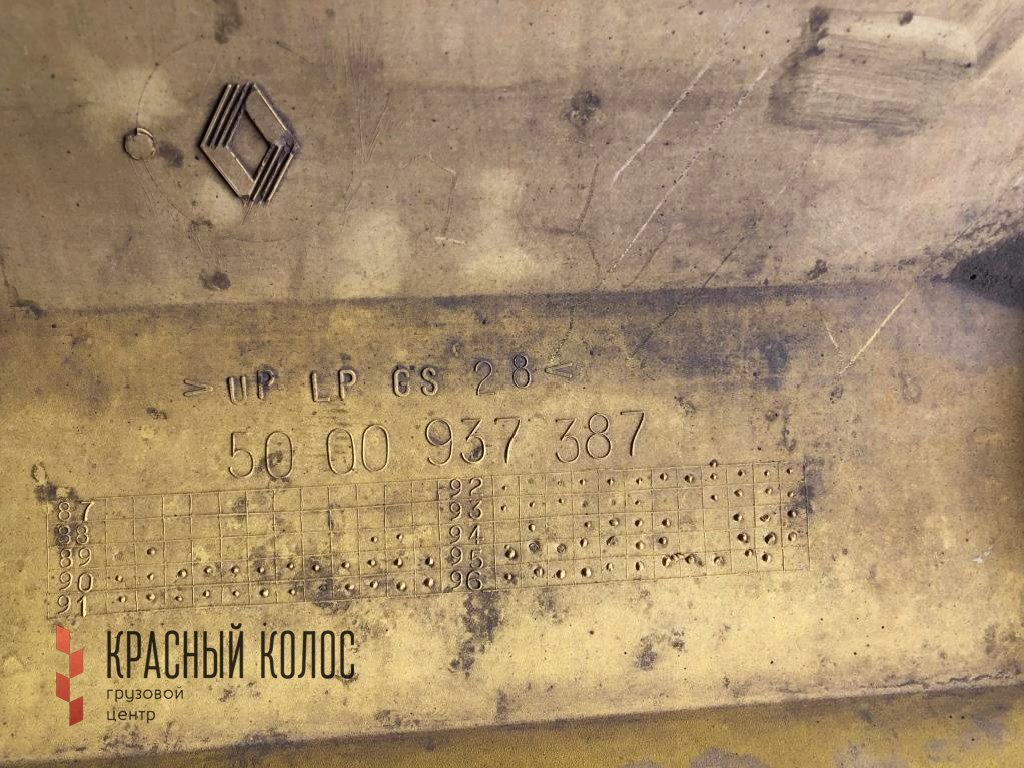 > UP LP GS 28 <
50 00 937 387
87 92
88 93
89 94
90 95
91 96
КРАСНЫЙ КОЛОС
грузовой
центр